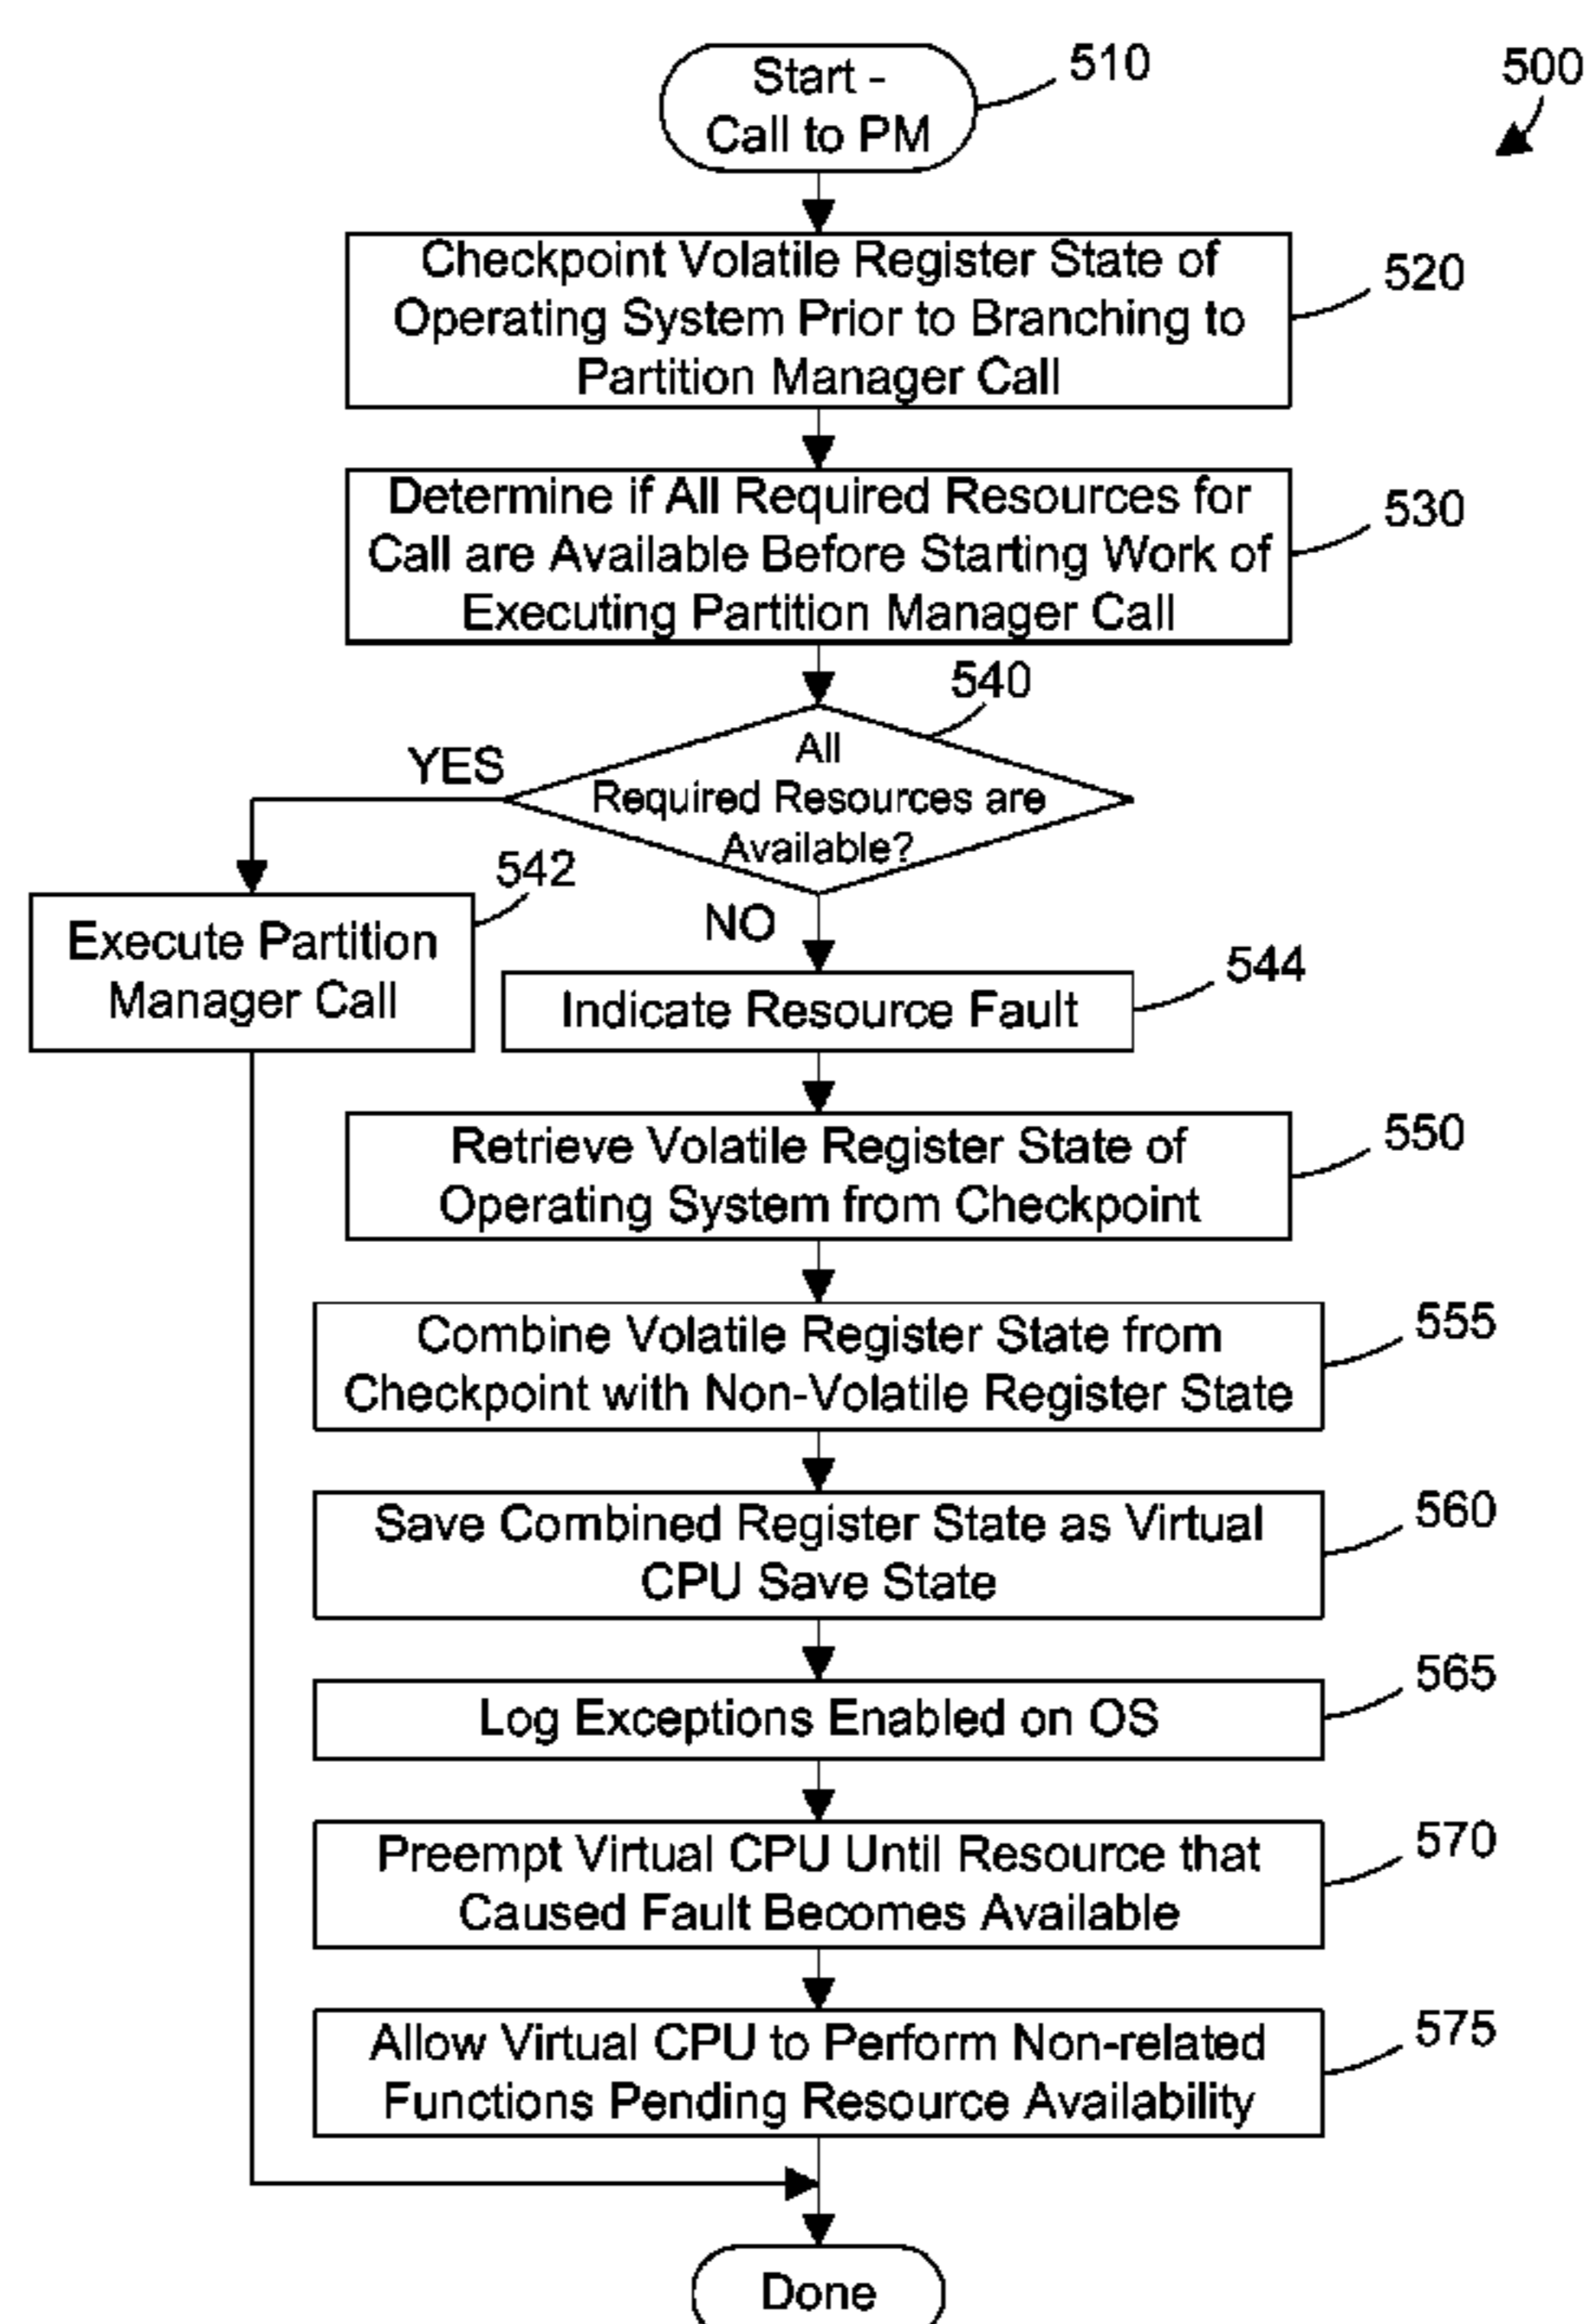 500
Start -
Call to PM
510
Checkpoint Volatile Register State of
Operating System Prior to Branching to
Partition Manager Call
520
Determine if All Required Resources for
Call are Available Before Starting Work of
Executing Partition Manager Call
530
540
All
Required Resources are
Available?
YES
NO
542
Execute Partition
Manager Call
544
Indicate Resource Fault
550
Retrieve Volatile Register State of
Operating System from Checkpoint
555
Combine Volatile Register State from
Checkpoint with Non-Volatile Register State
560
Save Combined Register State as Virtual
CPU Save State
565
Log Exceptions Enabled on OS
570
Preempt Virtual CPU Until Resource that
Caused Fault Becomes Available
575
Allow Virtual CPU to Perform Non-related
Functions Pending Resource Availability
Done